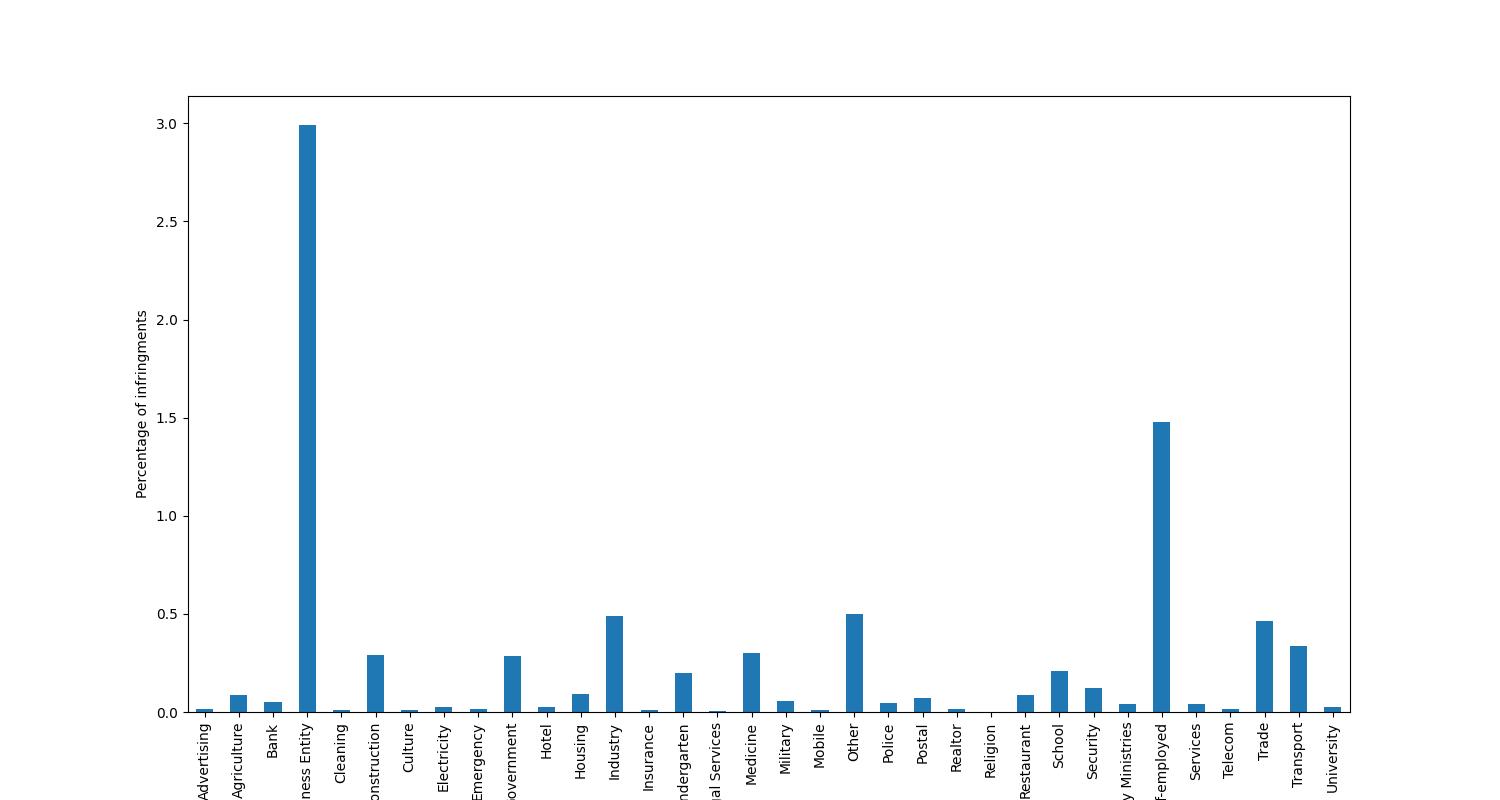 3.0
2.5
2.0
1.5
1.0
0.5
0.0
Percentage of infringments
Advertising
Agriculture
Bank
ness Entity
Cleaning
onstruction
Culture
Electricity
Emergency
overnment
Hotel
Housing
Industry
Insurance
ndergarten
al Services
Medicine
Military
Mobile
Other
Police
Postal
Realtor
Religion
Restaurant
School
Security
y Ministries
f-employed
Services
Telecom
Trade
Transport
University